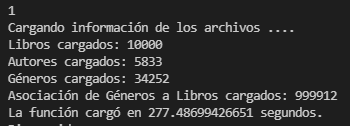 1
Cargando información de los archivos ....
Libros cargados: 10000
Autores cargados: 5833
Géneros cargados: 34252
Asociación de Géneros a Libros cargados: 999912
La función cargó en 277.48699426651 segundos.